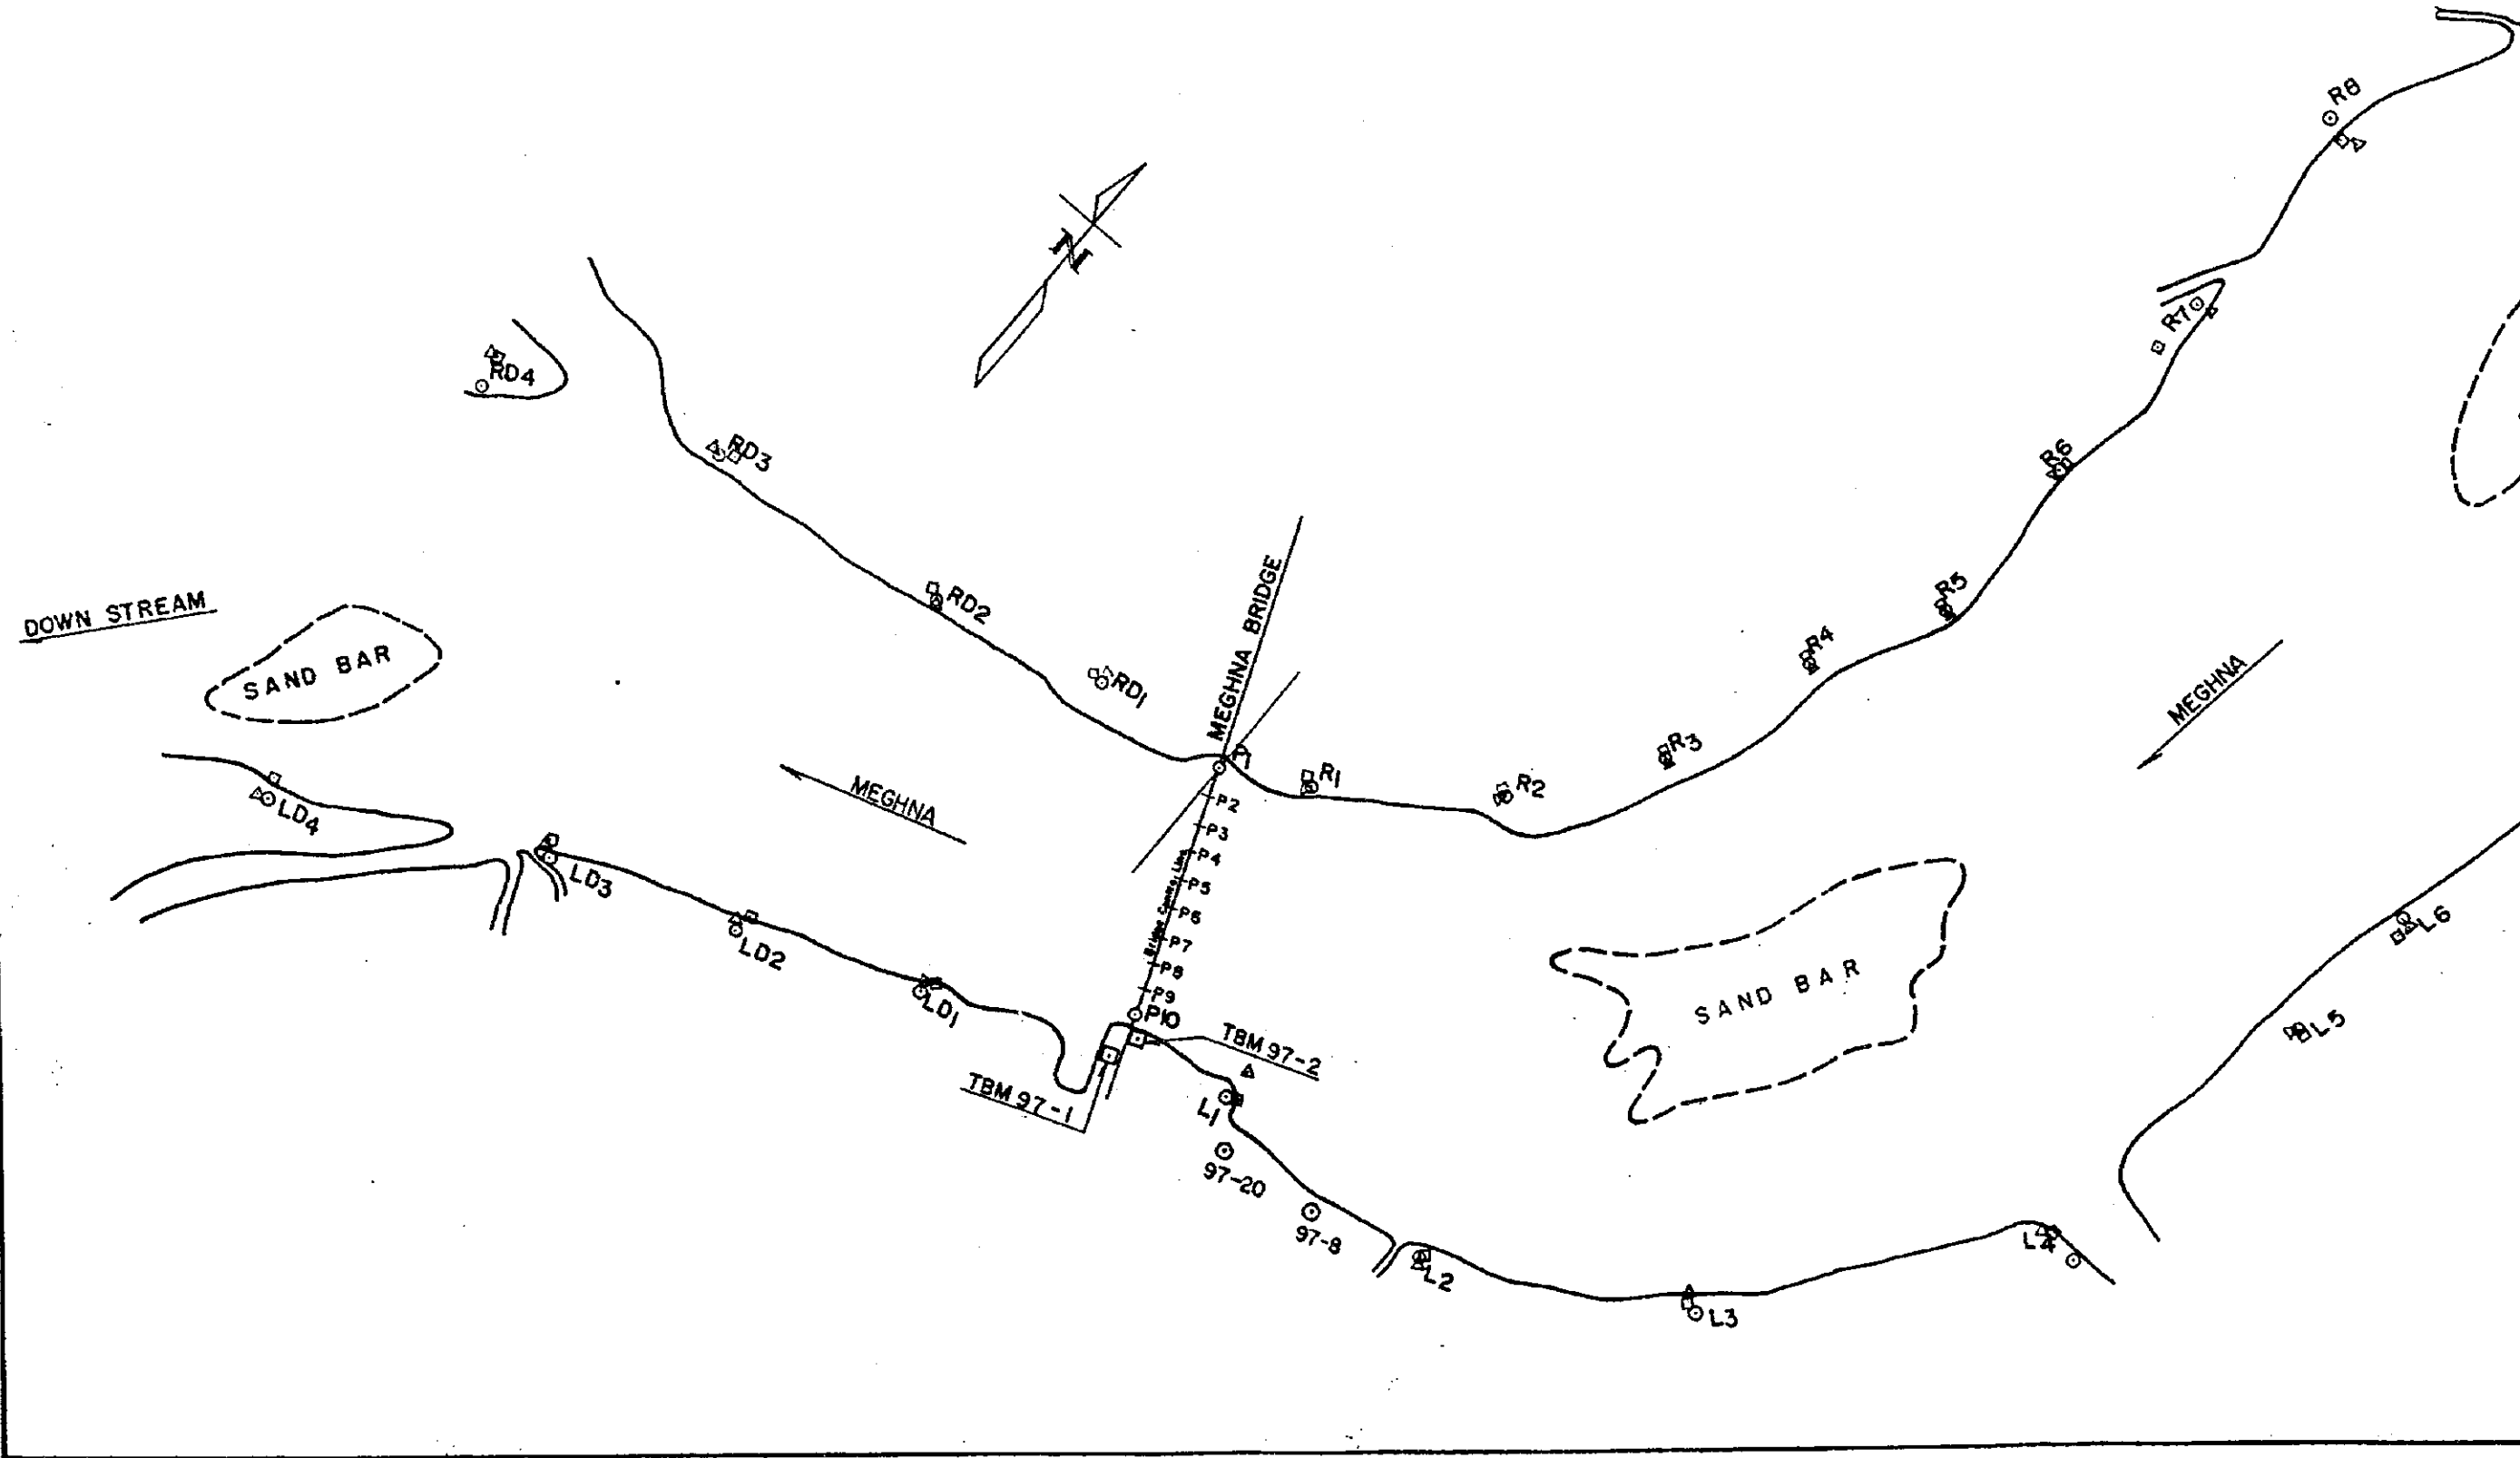 R8
N
R7
RD4
RD3
R6
MEGHNA BRIDGE
R5
RD2
DOWN STREAM
R4
SAND BAR
RD1
MEGHNA
R3
P1
R1
R2
P2
MEGHNA
LD4
P3
P4
P5
LD3
P6
L6
P7
LD2
P8
SAND BAR
P9
LD1
P10
L5
TBM 97-2
TBM 97-1
L1
97-20
97-8
L4
L2
L3